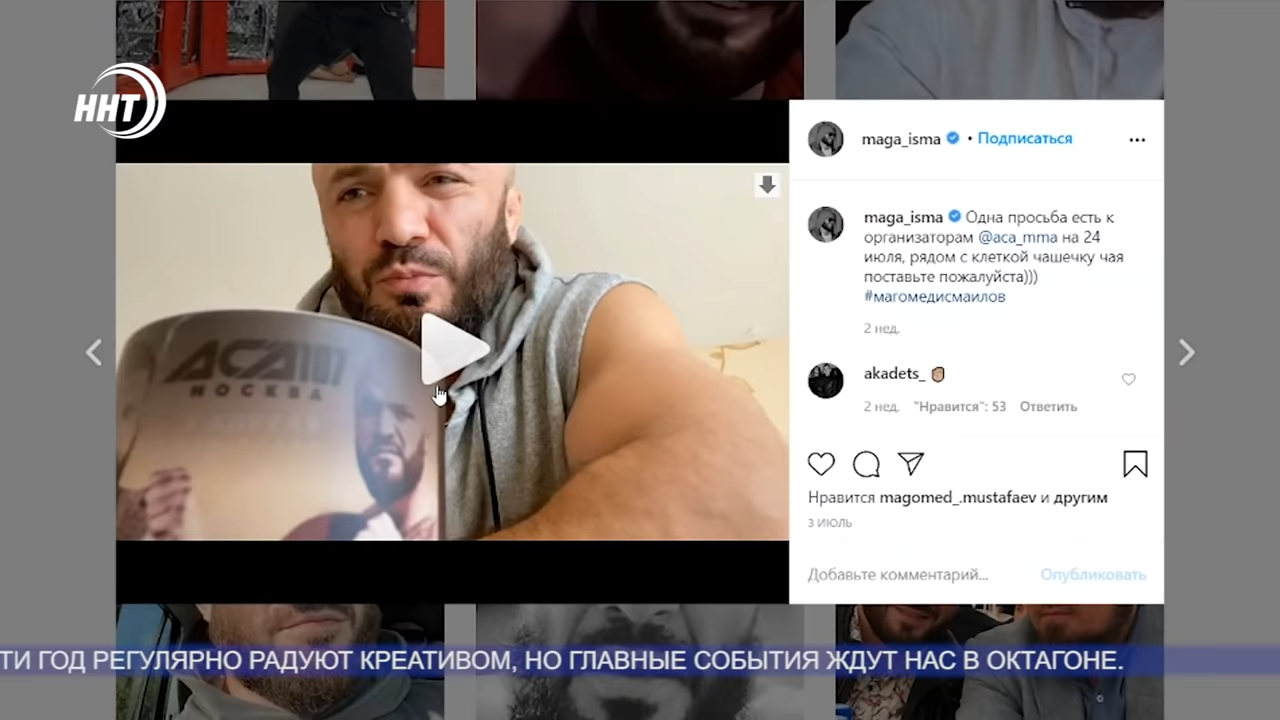 ННТ
maga_isma • Подписаться
maga_isma Одна просьба есть к
организаторам @aca_mma на 24
июля, рядом с клеткой чашечку чая
поставьте пожалуйста)))
#магомедисмаилов
2 нед.
akadets_
2 нед. "Нравится": 53 Ответить
ACA 107
МОСКВА
Нравится magomed_.mustafaev и другим
3 ИЮЛЬ
Добавьте комментарий... Опубликовать
ТИ ГОД РЕГУЛЯРНО РАДУЮТ КРЕАТИВОМ, НО ГЛАВНЫЕ СОБЫТИЯ ЖДУТ НАС В ОКТАГОНЕ.